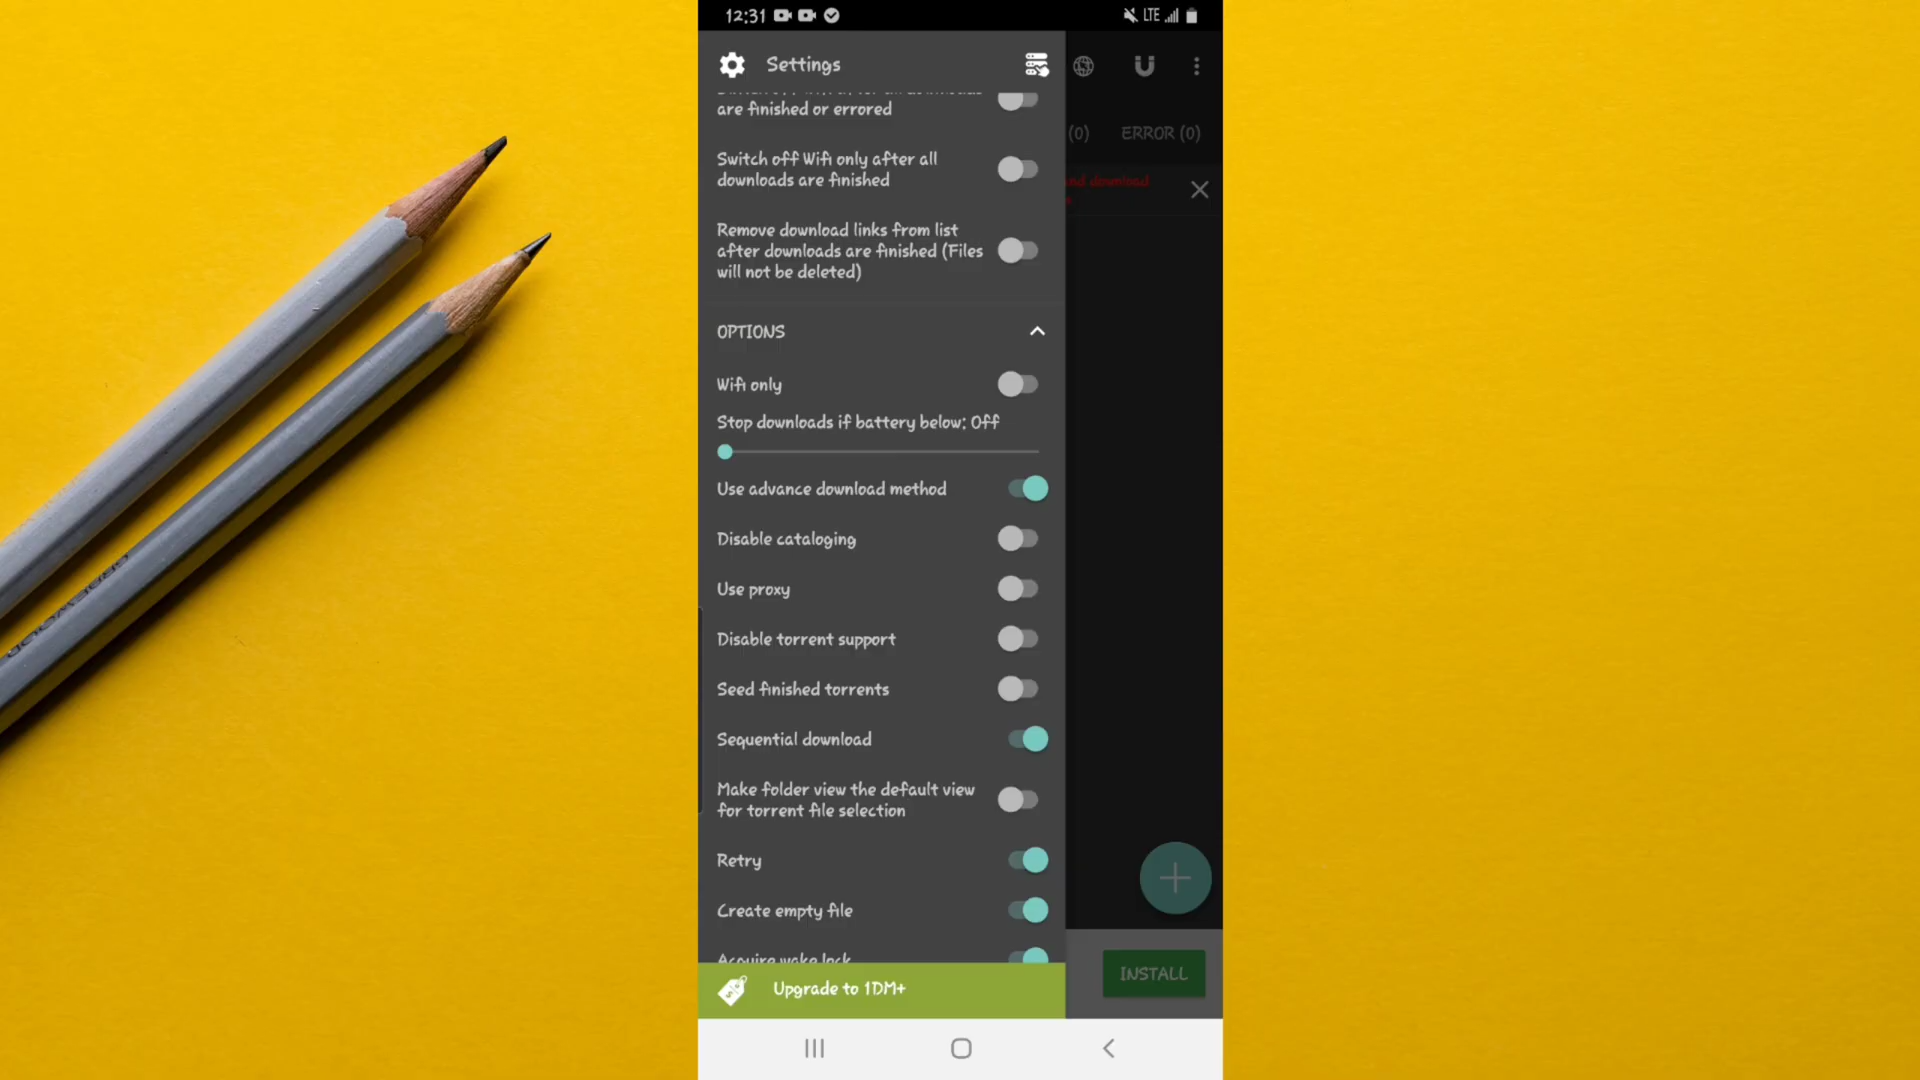 12:31
LTE
Settings
are finished or errored
(0)
ERROR (0)
Switch off Wifi only after all
downloads are finished
download
Remove download links from list
after downloads are finished (Files
will not be deleted)
OPTIONS
Wifi only
Stop downloads if battery below: Off
Use advance download method
Disable cataloging
Use proxy
Disable torrent support
Seed finished torrents
Sequential download
Make folder view the default view
for torrent file selection
Retry
Create empty file
Acquire wake lock
Upgrade to 1DM+
INSTALL